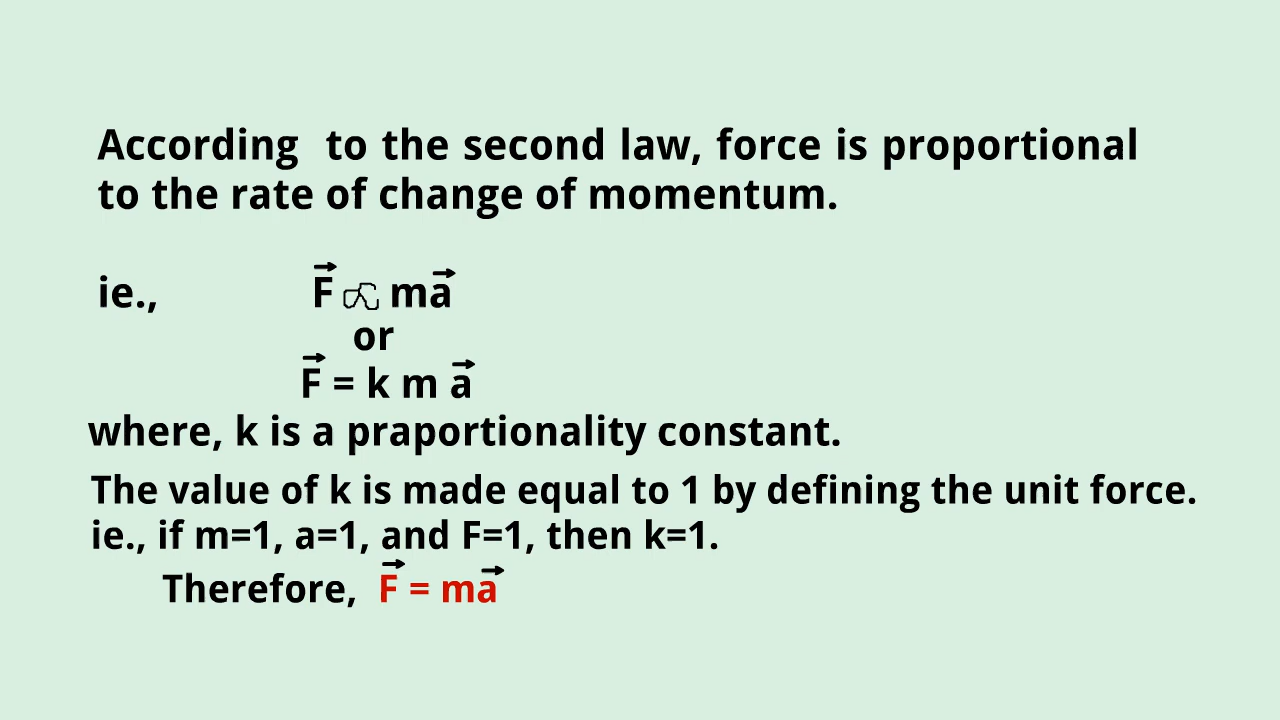 According to the second law, force is proportional
to the rate of change of momentum.
ie., F⃗ ∝ ma⃗
or
F⃗ = k m a⃗
where, k is a praportionality constant.
The value of k is made equal to 1 by defining the unit force.
ie., if m=1, a=1, and F=1, then k=1.
Therefore, F⃗ = ma⃗